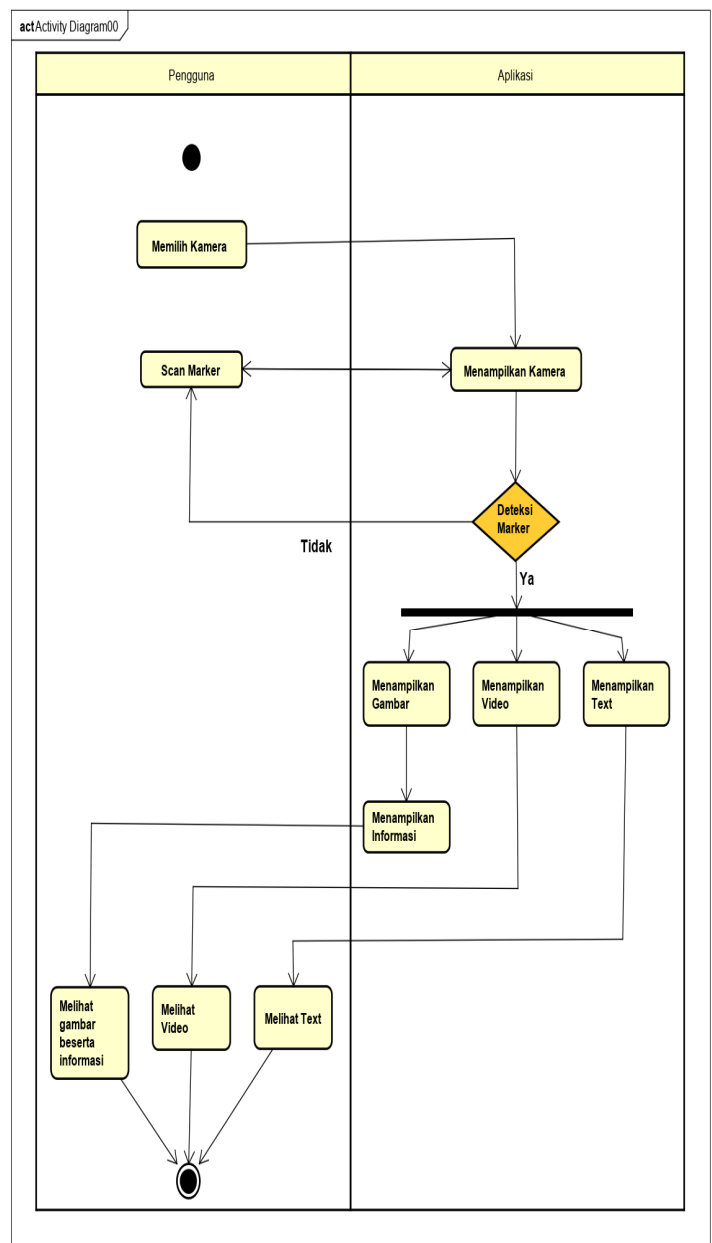 act Activity Diagram00
Pengguna
Aplikasi
Memilih Kamera
Scan Marker
Menampilkan Kamera
Deteksi
Marker
Tidak
Ya
Menampilkan
Gambar
Menampilkan
Video
Menampilkan
Text
Menampilkan
Informasi
Melihat
gambar
beserta
informasi
Melihat
Video
Melihat Text